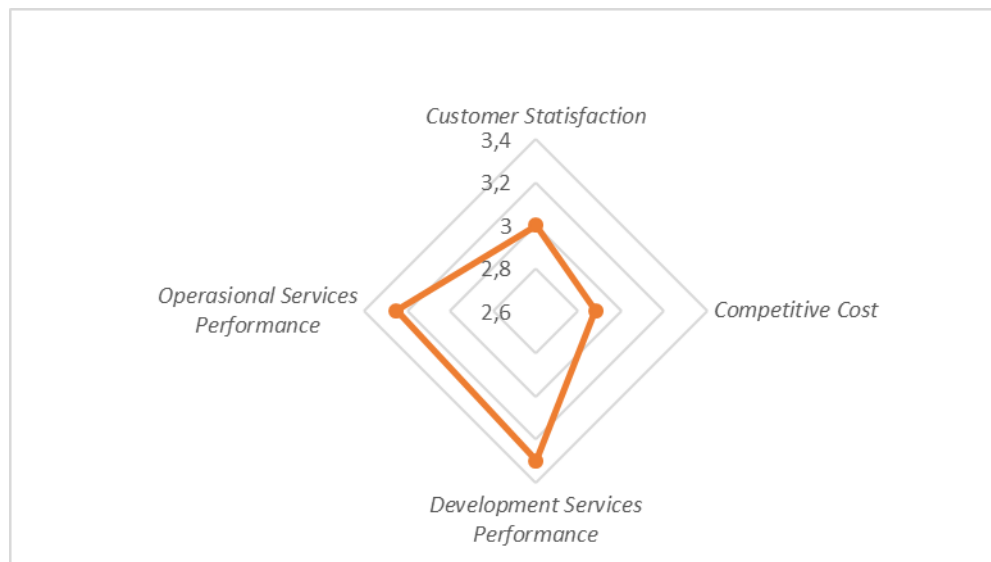 Customer Statisfaction
3,4
3,2
3
2,8
2,6
Operasional Services
Performance
Competitive Cost
Development Services
Performance